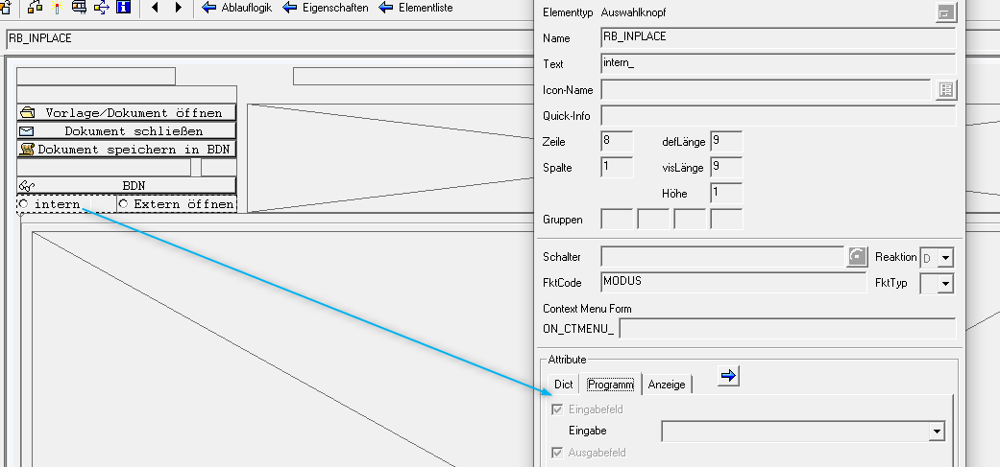 Ablauflogik Eigenschaften Elementliste
RB_INPLACE
Vorlage/Dokument öffnen
Dokument schließen
Dokument speichern in BDN
BDN
intern Extern öffnen
Elementtyp Auswahlknopf
Name RB_INPLACE
Text intern_
Icon-Name
Quick-Info
Zeile 8 defLänge 9
Spalte 1 visLänge 9
Höhe 1
Gruppen
Schalter Reaktion D
FktCode MODUS FktTyp
Context Menu Form
ON_CTMENU_
Attribute
Dict Programm Anzeige
Eingabefeld
Eingabe
Ausgabefeld